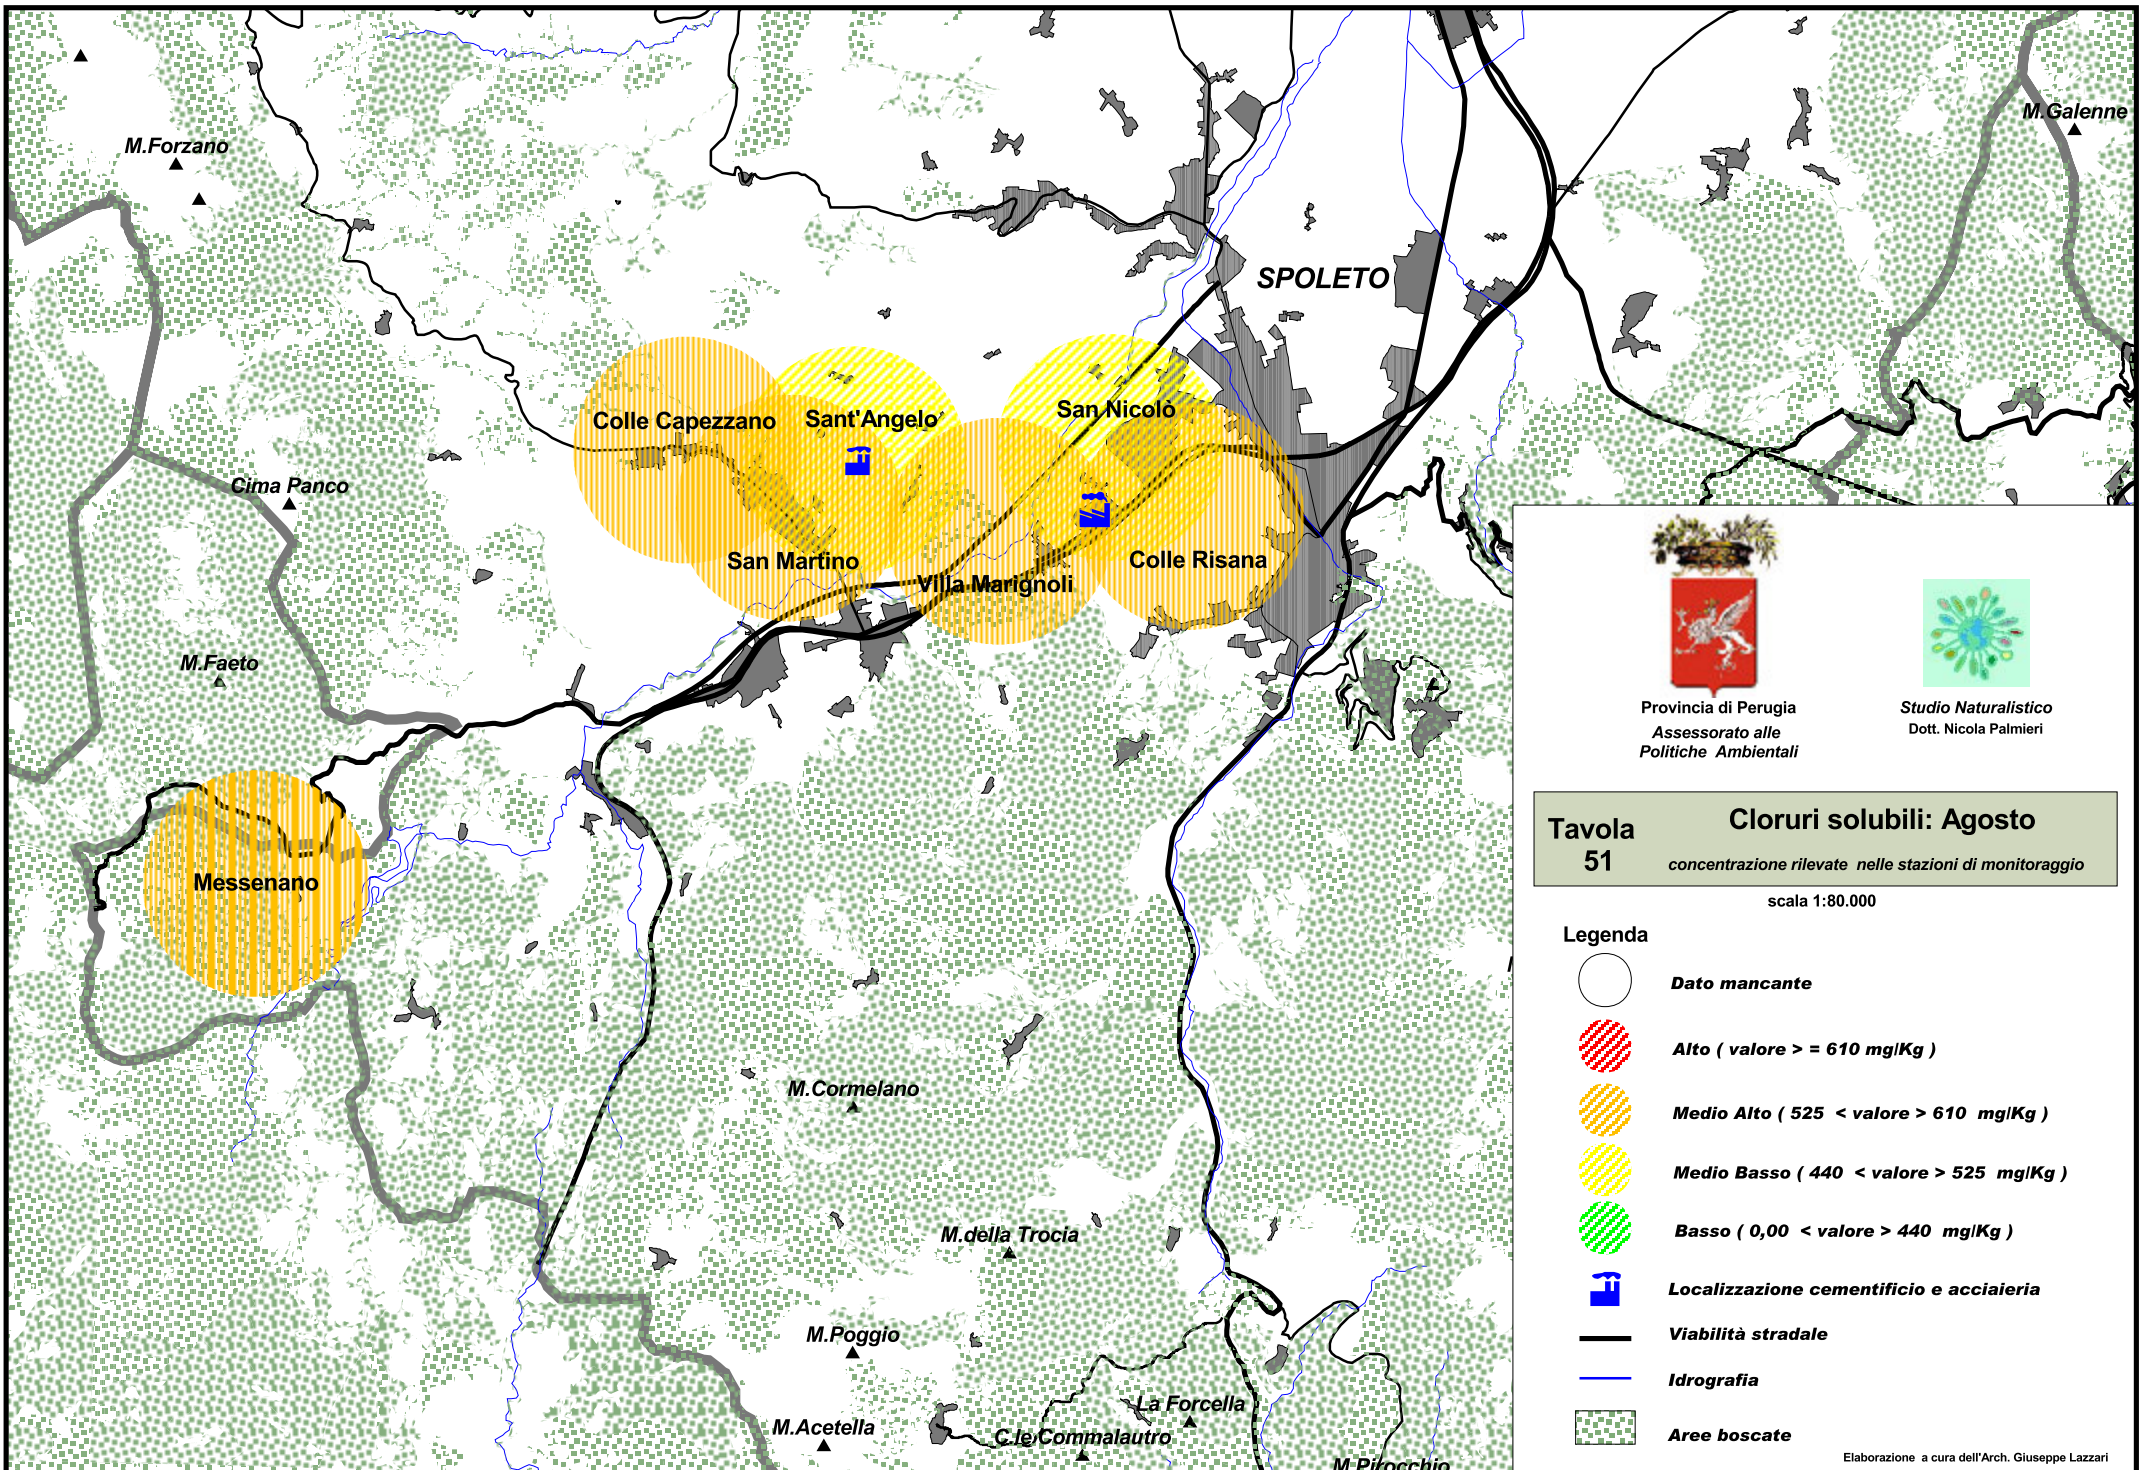 M.Galenne
M.Forzano
SPOLETO
Colle Capezzano
Sant'Angelo
San Nicolò
Cima Panco
San Martino
Villa Marignoli
Colle Risana
M.Faeto
Messenano
M.Cormelano
M.della Trocia
M.Poggio
La Forcella
M.Acetella
C.le Commalautro
M.Pirocchio
Provincia di Perugia
Assessorato alle
Politiche Ambientali
Studio Naturalistico
Dott. Nicola Palmieri
Tavola
51
Cloruri solubili: Agosto
concentrazione rilevate nelle stazioni di monitoraggio
scala 1:80.000
Legenda
Dato mancante
Alto ( valore > = 610 mg/Kg )
Medio Alto ( 525 < valore > 610 mg/Kg )
Medio Basso ( 440 < valore > 525 mg/Kg )
Basso ( 0,00 < valore > 440 mg/Kg )
Localizzazione cementificio e acciaieria
Viabilità stradale
Idrografia
Aree boscate
Elaborazione a cura dell'Arch. Giuseppe Lazzari